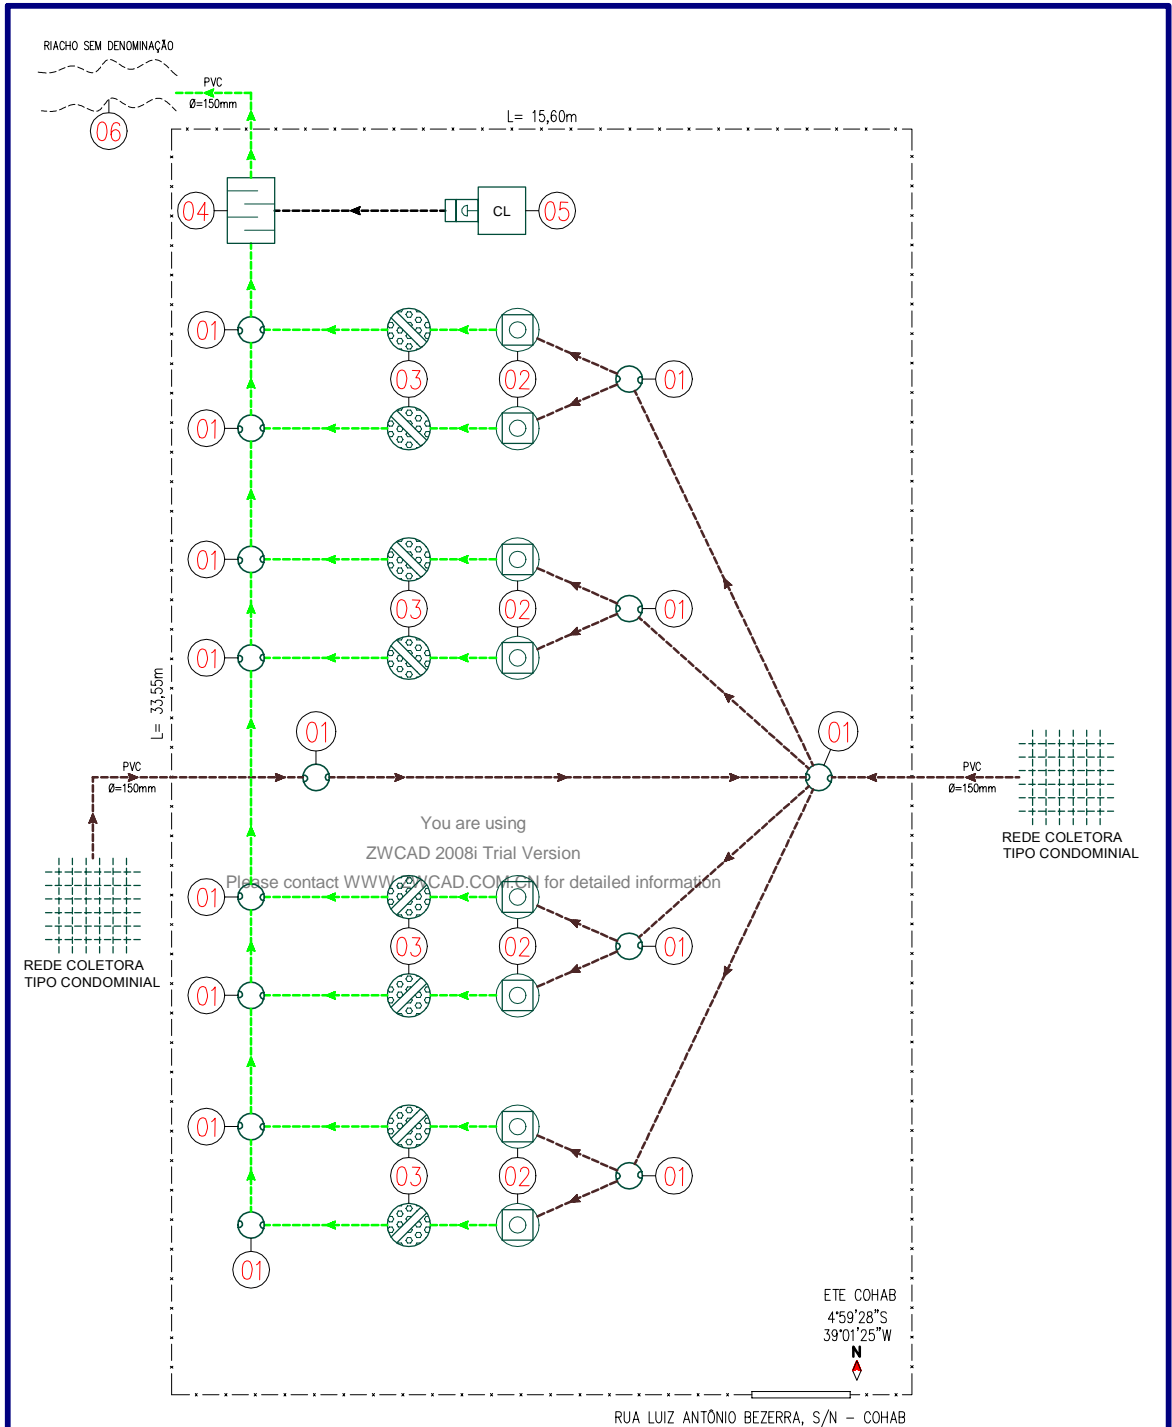 RIACHO SEM DENOMINAÇÃO
PVC
Ø=150mm
06
L= 15,60m
04
CL
05
01
03
02
01
01
01
03
02
01
01
L= 33,55m
01
01
PVC
Ø=150mm
PVC
Ø=150mm
REDE COLETORA
TIPO CONDOMINIAL
You are using
ZWCAD 2008i Trial Version
Please contact WWW.ZWCAD.COM.CN for detailed information
01
03
02
01
REDE COLETORA
TIPO CONDOMINIAL
01
01
03
02
01
01
ETE COHAB
4°59'28"S
39°01'25"W
N
RUA LUIZ ANTÔNIO BEZERRA, S/N - COHAB